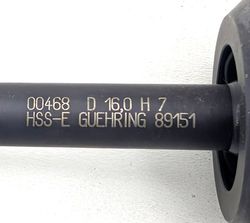 00468 D 16,0 H 7
HSS-E GUEHRING 89151